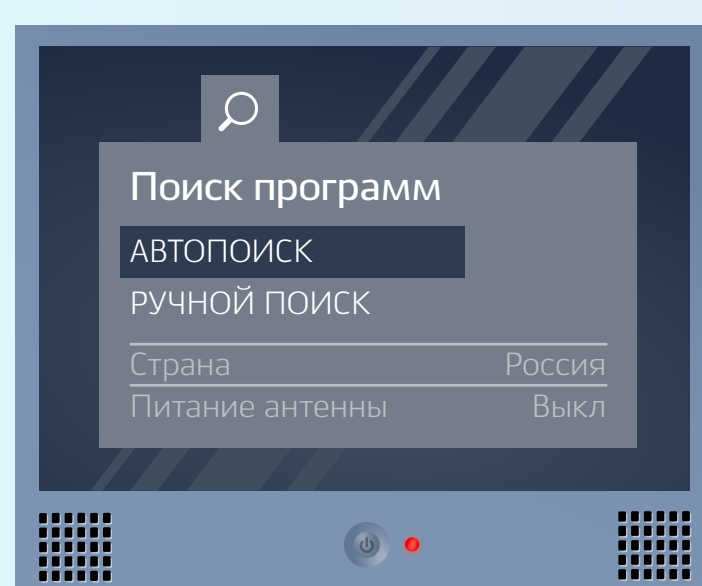 Поиск программ
АВТОПОИСК
РУЧНОЙ ПОИСК
Страна Россия
Питание антенны Выкл